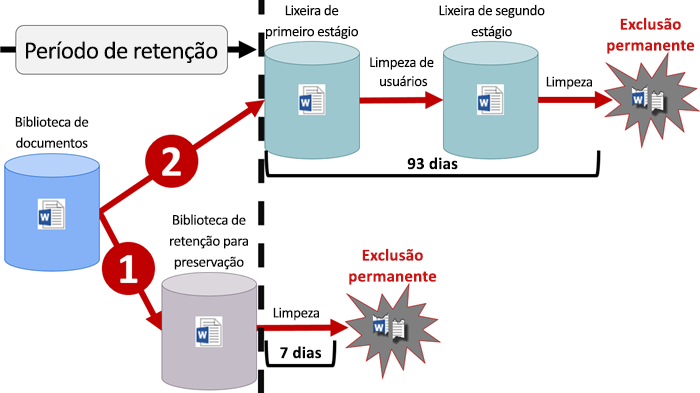 Período de retenção
Lixeira de
primeiro estágio
Lixeira de segundo
estágio
Exclusão
permanente
Limpeza de
usuários
Limpeza
W
W
W
93 dias
Biblioteca de
documentos
W
2
1
Biblioteca de
retenção para
preservação
W
Limpeza
7 dias
Exclusão
permanente
W